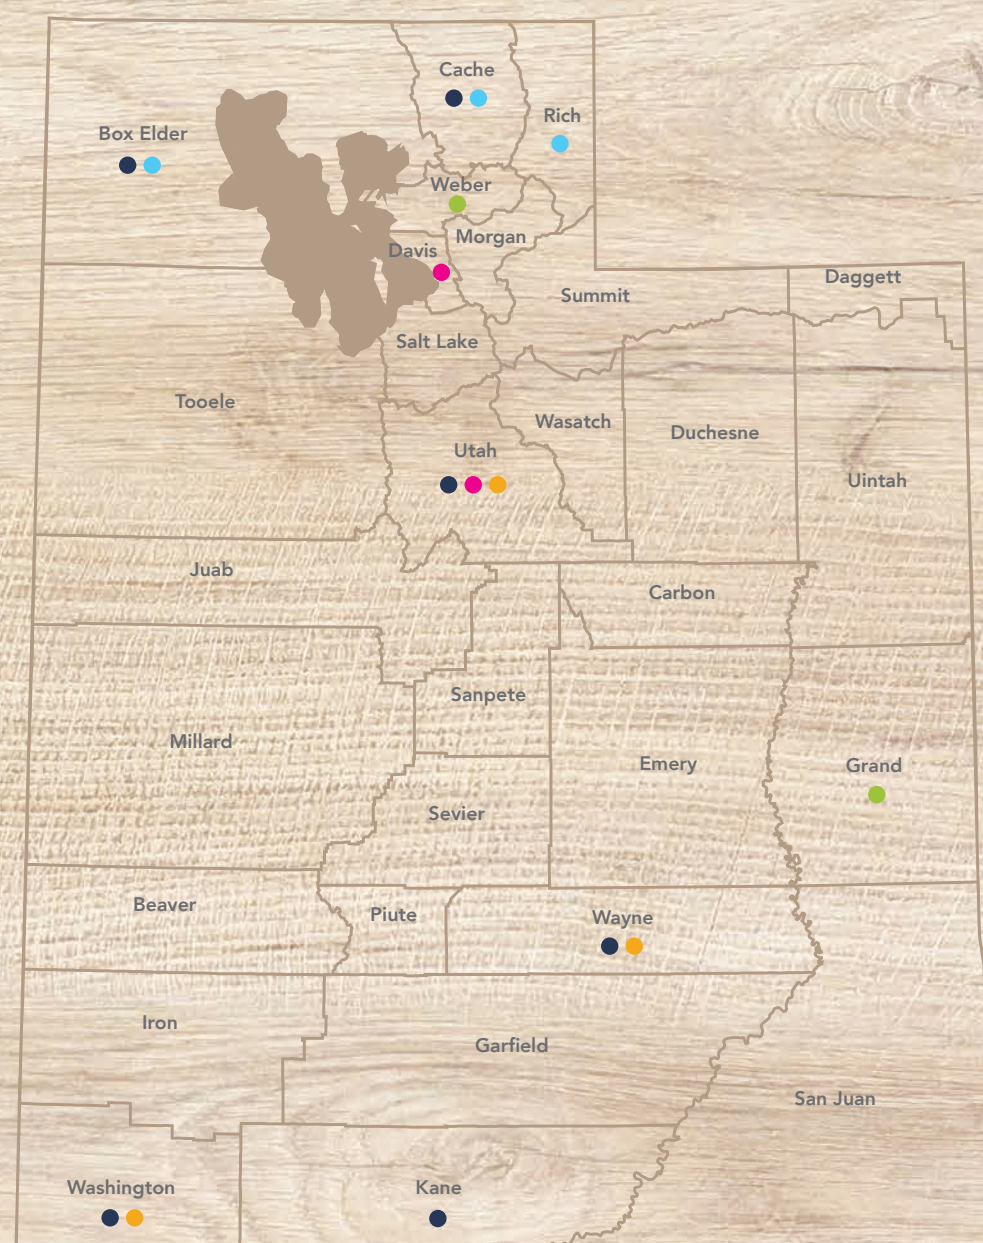 Cache
Rich
Box Elder
Weber
Morgan
Davis
Summit
Daggett
Salt Lake
Tooele
Wasatch
Duchesne
Utah
Uintah
Juab
Carbon
Sanpete
Millard
Emery
Grand
Sevier
Beaver
Piute
Wayne
Iron
Garfield
San Juan
Washington
Kane